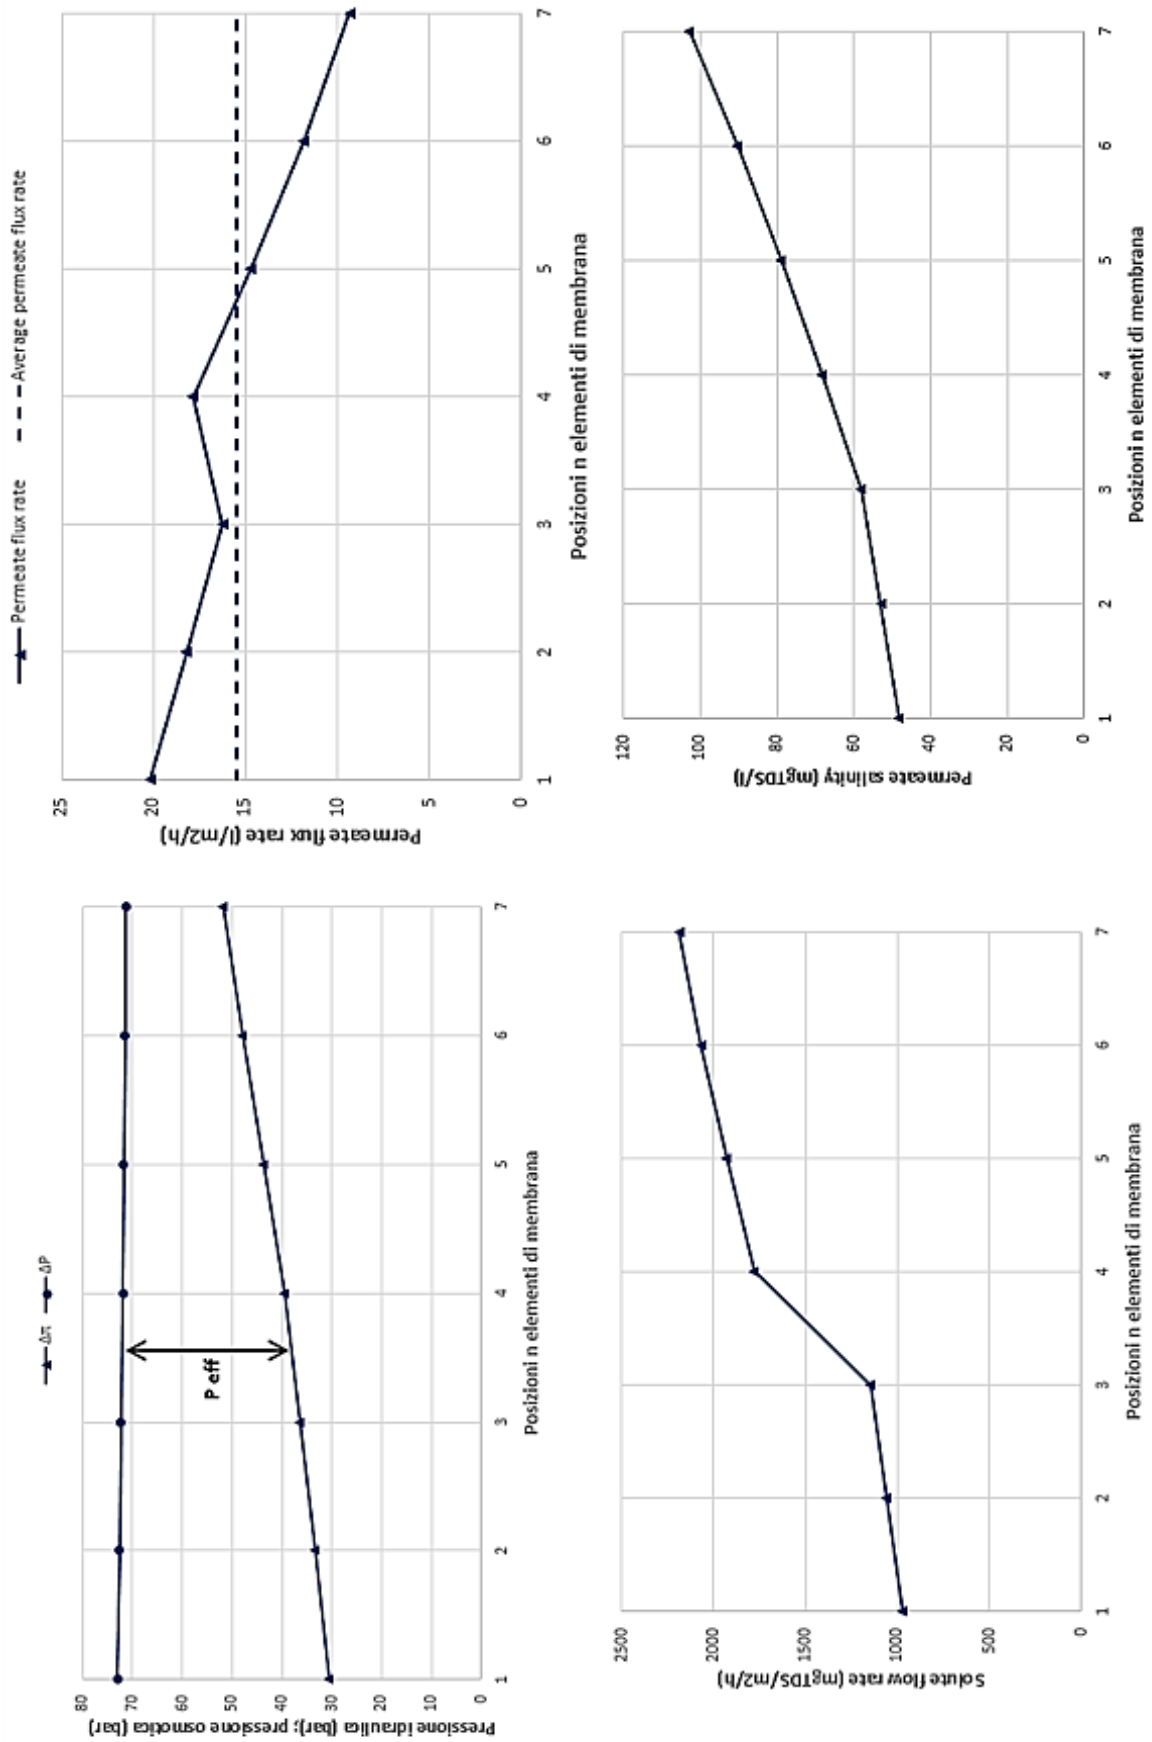 Δπ ΔP
Pressione idraulica (bar); pressione osmotica (bar)
80
70
60
50
40
30
20
10
0
P eff
1 2 3 4 5 6 7
Posizioni n elementi di membrana
Permeate flux rate Average permeate flux rate
Permeate flux rate (l/m2/h)
25
20
15
10
5
0
1 2 3 4 5 6 7
Posizioni n elementi di membrana
Solute flow rate (mgTDS/m2/h)
2500
2000
1500
1000
500
0
1 2 3 4 5 6 7
Posizioni n elementi di membrana
Permeate salinity (mgTDS/l)
120
100
80
60
40
20
0
1 2 3 4 5 6 7
Posizioni n elementi di membrana